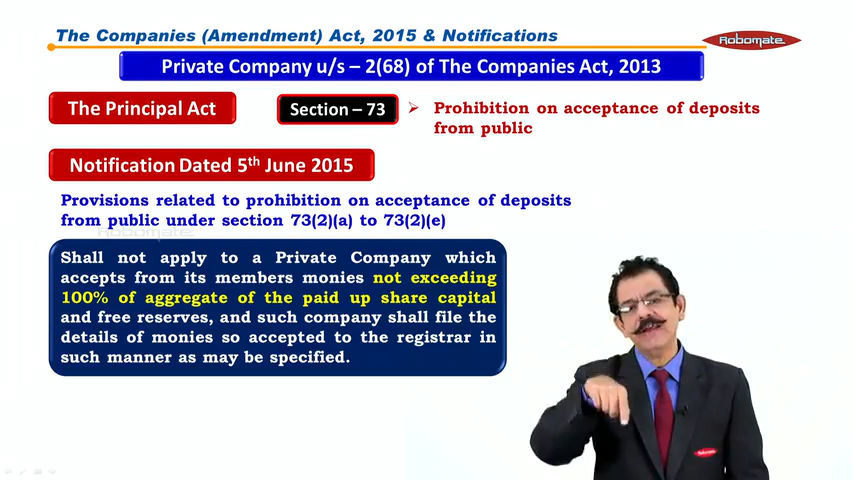 The Companies (Amendment) Act, 2015 & Notifications
Robomate
Private Company u/s – 2(68) of The Companies Act, 2013
The Principal Act
Section – 73
➢ Prohibition on acceptance of deposits
from public
Notification Dated 5th June 2015
Provisions related to prohibition on acceptance of deposits
from public under section 73(2)(a) to 73(2)(e)
Robomate
Shall not apply to a Private Company which
accepts from its members monies not exceeding
100% of aggregate of the paid up share capital
and free reserves, and such company shall file the
details of monies so accepted to the registrar in
such manner as may be specified.
Robomate